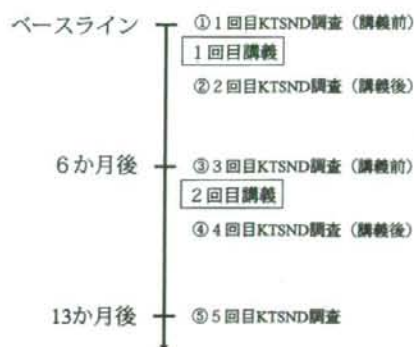 ベースライン ①1回目KTSND調査（講義前）
1回目講義
②2回目KTSND調査（講義後）
6か月後 ③3回目KTSND調査（講義前）
2回目講義
④4回目KTSND調査（講義後）
13か月後 ⑤5回目KTSND調査